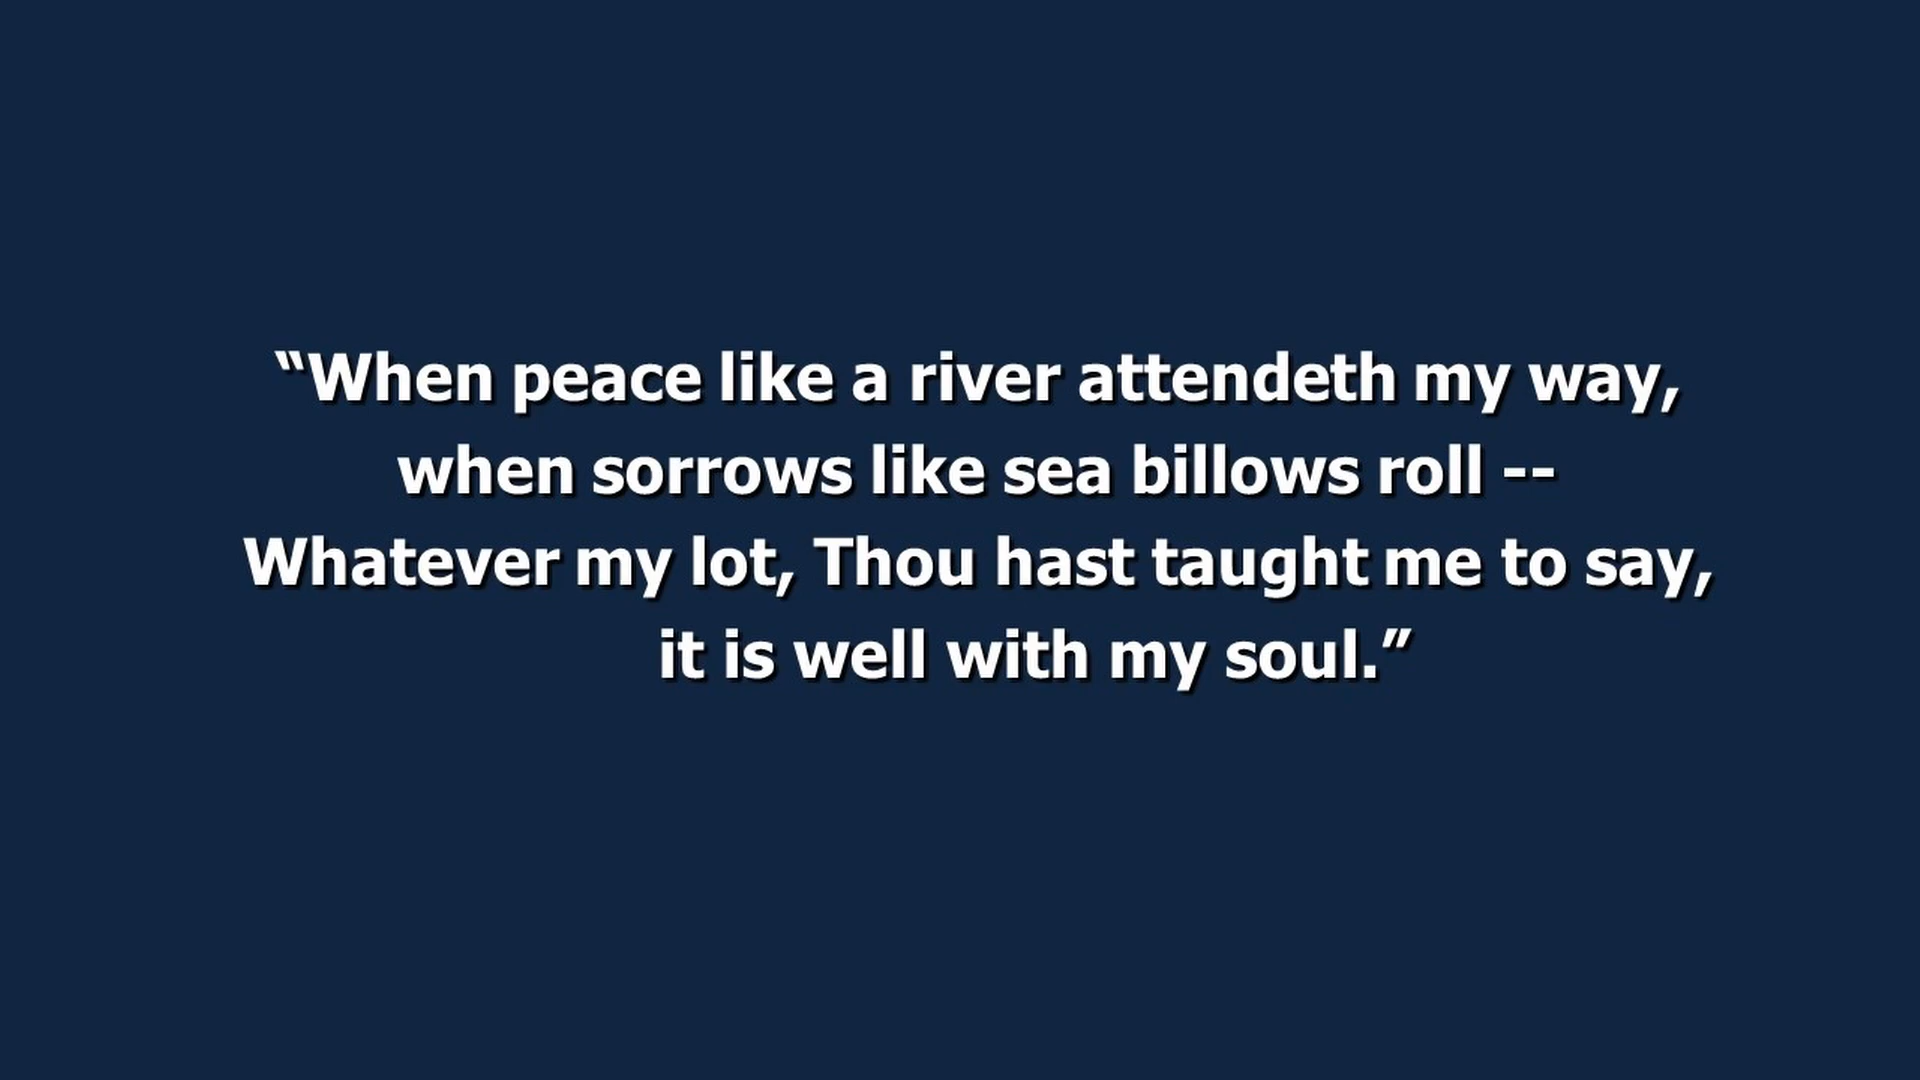 “When peace like a river attendeth my way,
when sorrows like sea billows roll --
Whatever my lot, Thou hast taught me to say,
it is well with my soul.”